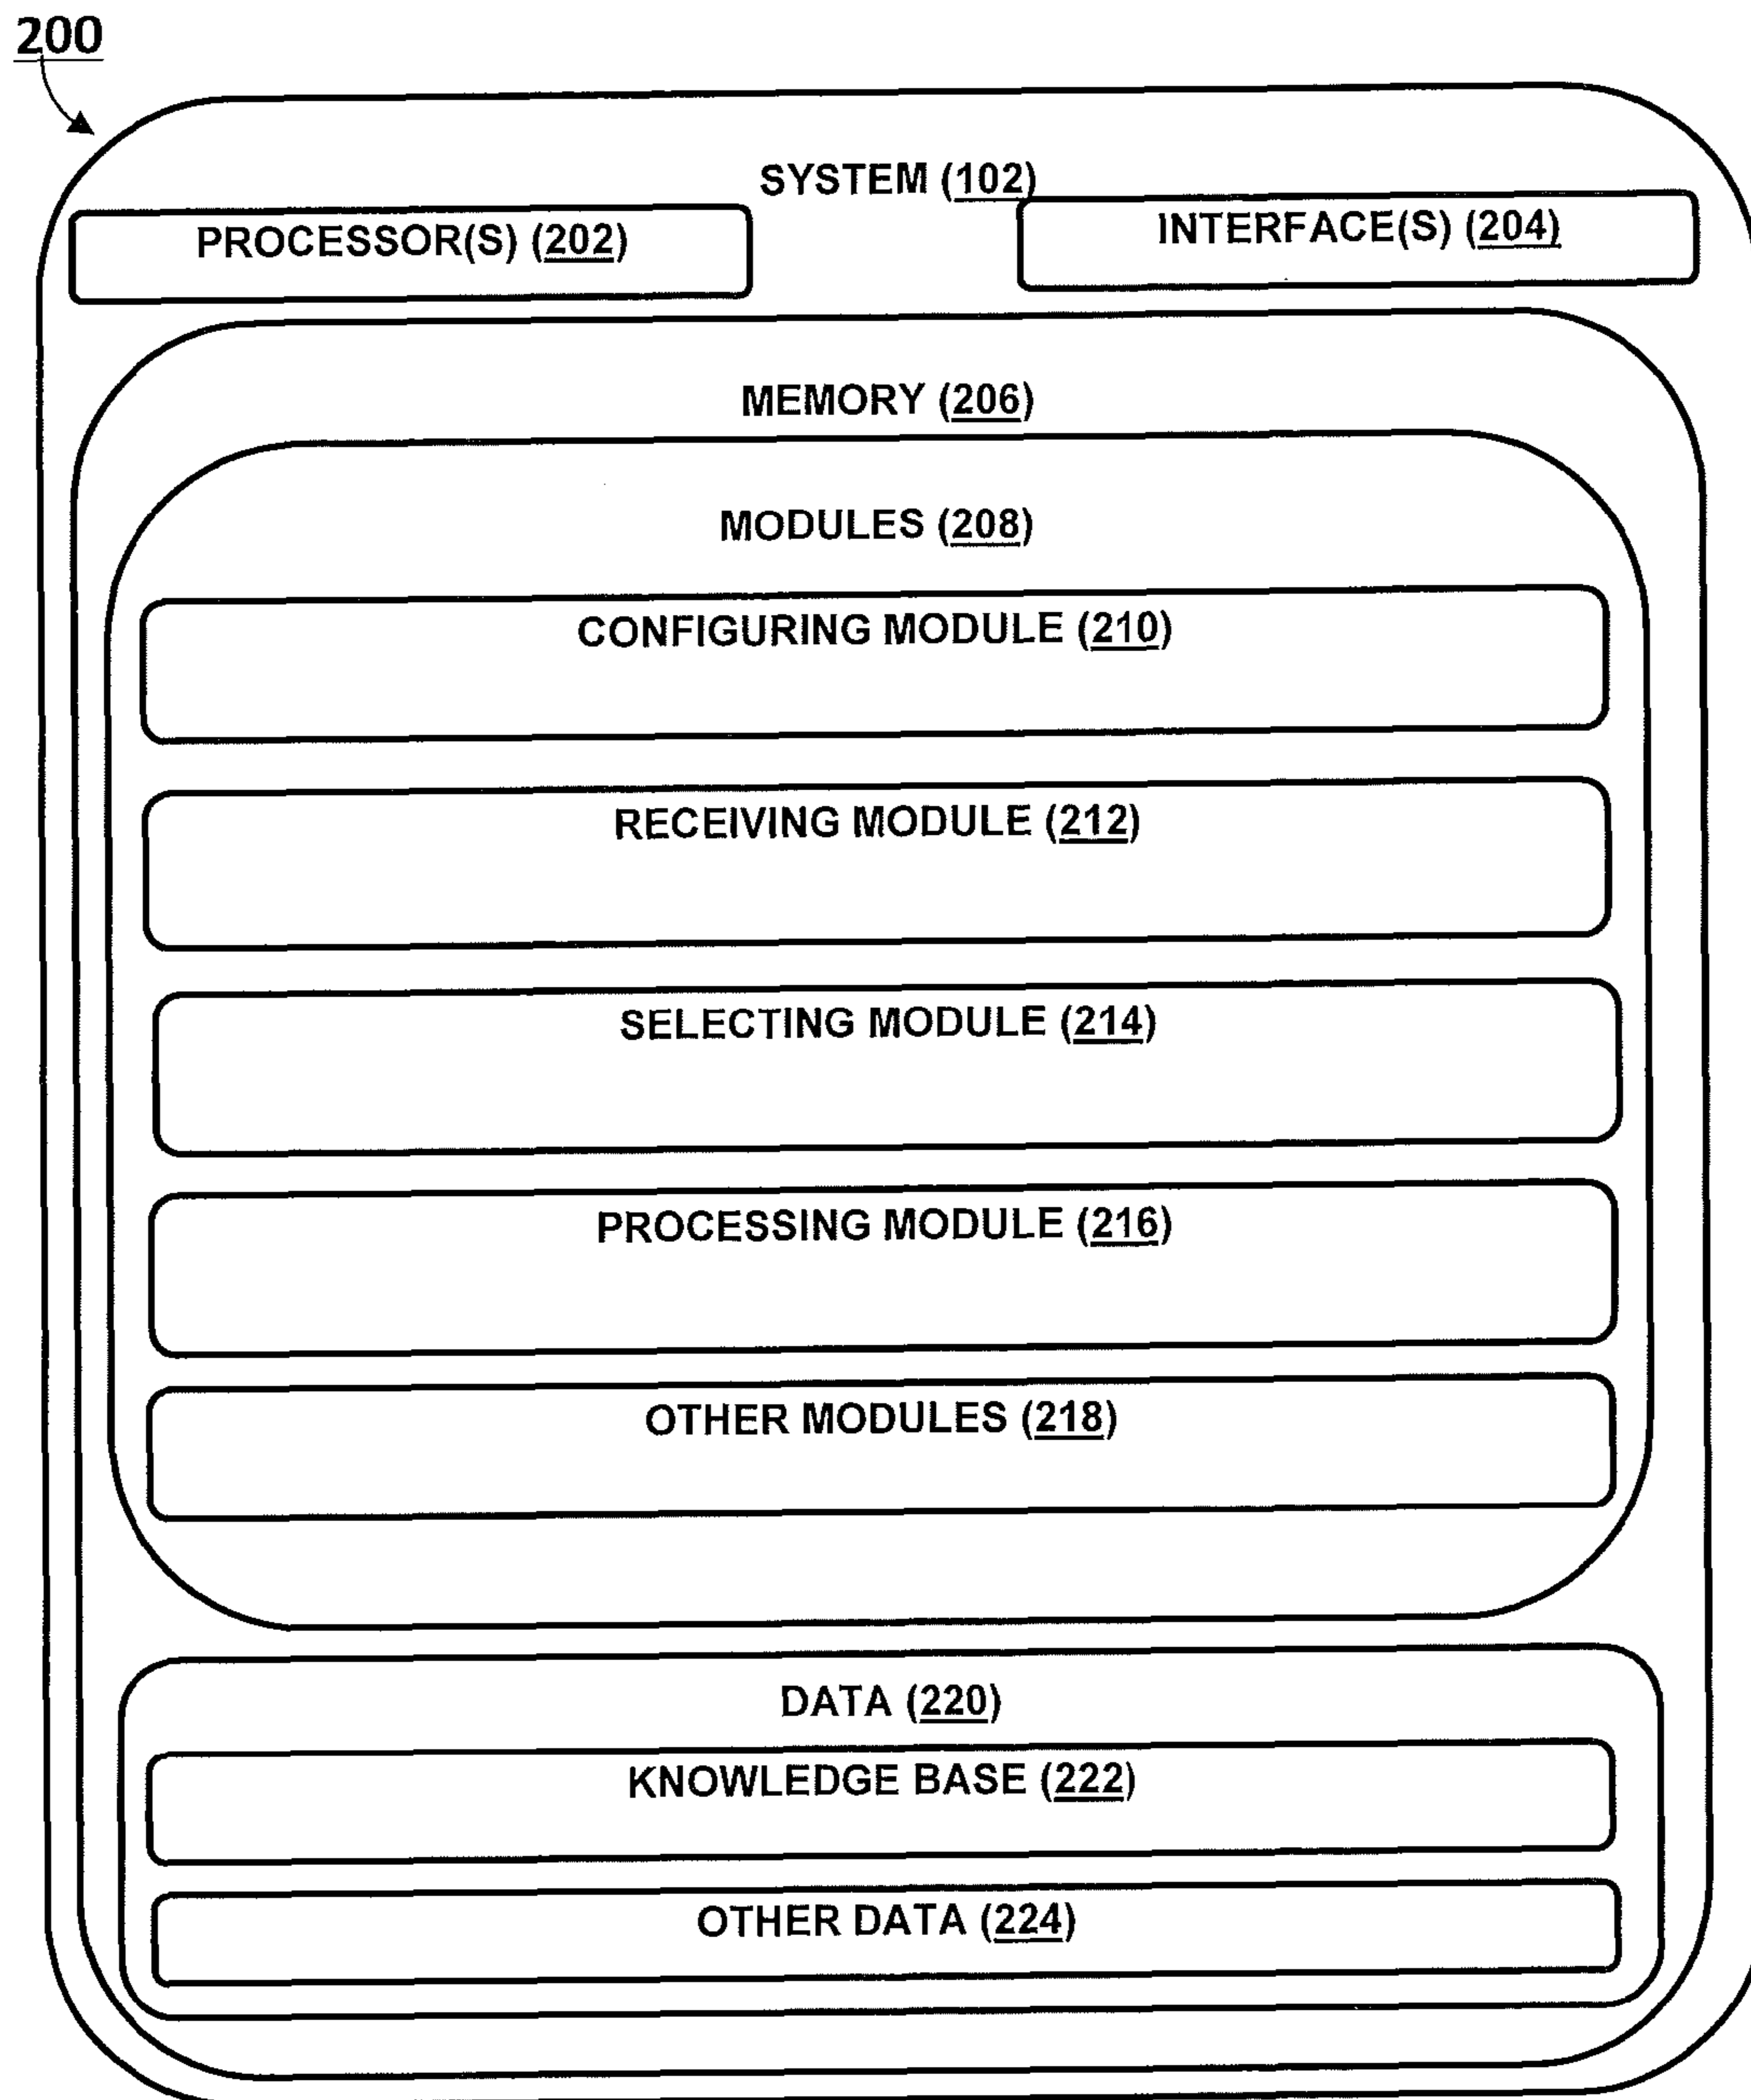 200
SYSTEM (102)
PROCESSOR(S) (202)
INTERFACE(S) (204)
MEMORY (206)
MODULES (208)
CONFIGURING MODULE (210)
RECEIVING MODULE (212)
SELECTING MODULE (214)
PROCESSING MODULE (216)
OTHER MODULES (218)
DATA (220)
KNOWLEDGE BASE (222)
OTHER DATA (224)